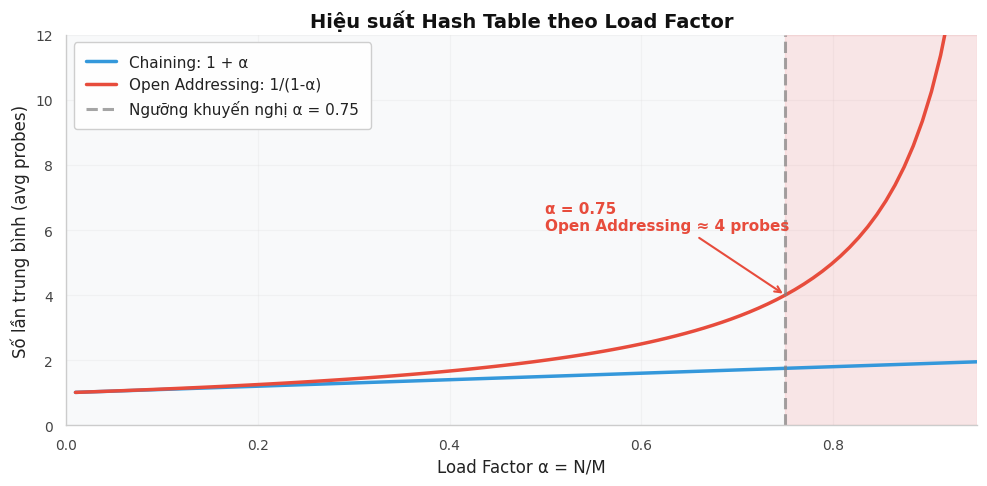 Hiệu suất Hash Table theo Load Factor
Chaining: 1 + α
Open Addressing: 1/(1-α)
Ngưỡng khuyến nghị α = 0.75
Số lần trung bình (avg probes)
12
10
8
6
4
2
0
α = 0.75
Open Addressing ≈ 4 probes
0.0
0.2
0.4
0.6
0.8
Load Factor α = N/M